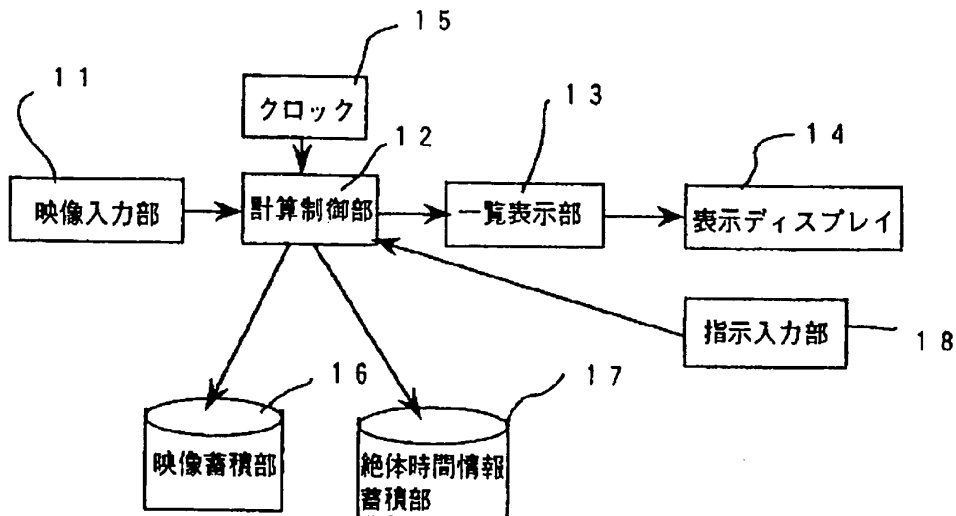 15
11
クロック
13
12
14
映像入力部
計算制御部
一覧表示部
表示ディスプレイ
指示入力部
18
16
17
映像蓄積部
絶体時間情報
蓄積部